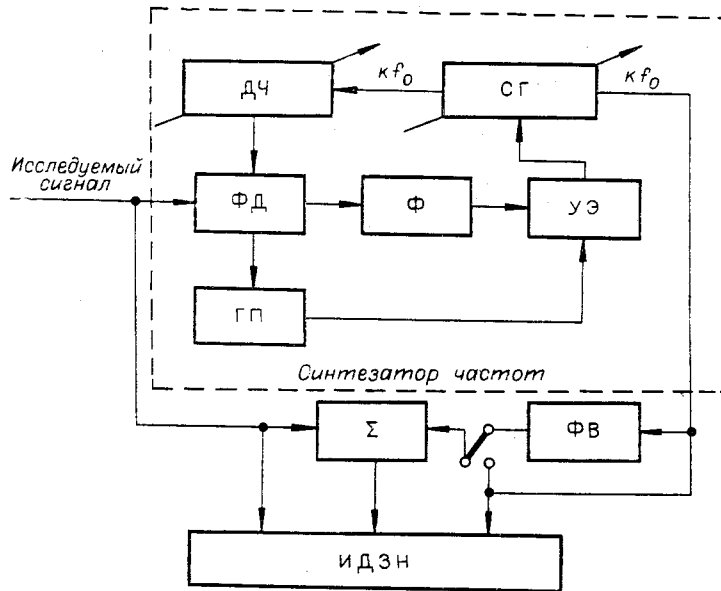 ДЧ
кf₀
СГ
кf₀
Исследуемый
сигнал
ФД
Ф
УЭ
ГП
Синтезатор частот
Σ
ФВ
ИДЗН